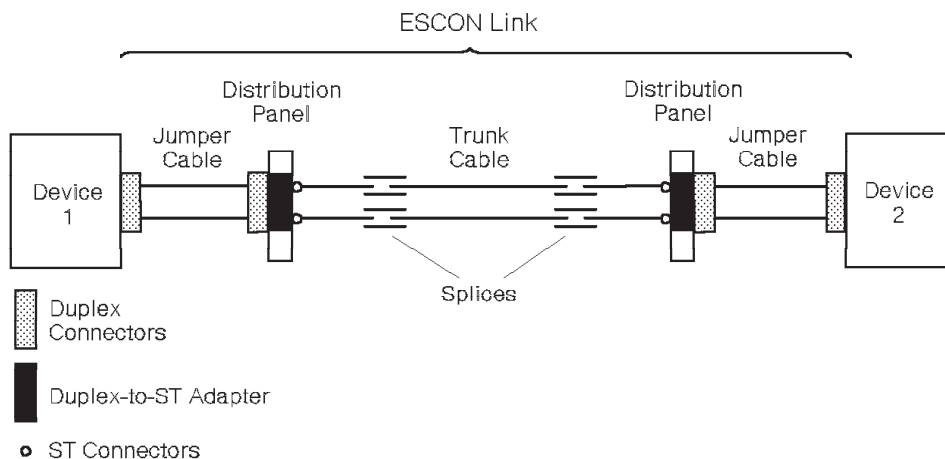 ESCON Link
Distribution
Panel
Distribution
Panel
Jumper
Cable
Trunk
Cable
Jumper
Cable
Device
1
Device
2
Splices
Duplex
Connectors
Duplex-to-ST Adapter
ST Connectors